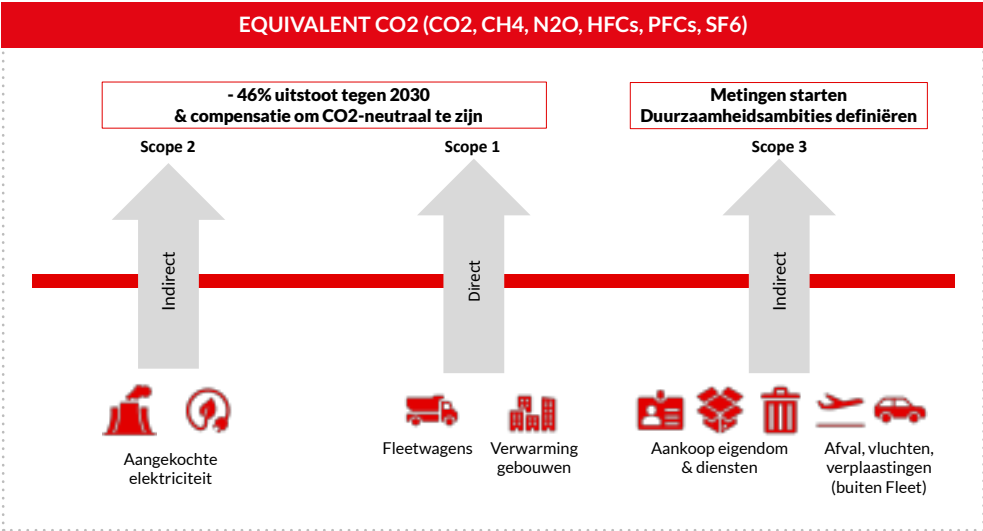 EQUIVALENT CO2 (CO2, CH4, N2O, HFCs, PFCs, SF6)
- 46% uitstoot tegen 2030
& compensatie om CO2-neutraal te zijn
Metingen starten
Duurzaamheidsambities definiëren
Scope 2
Scope 1
Scope 3
Indirect
Direct
Indirect
Aangekochte
elektriciteit
Fleetwagens
Verwarming
gebouwen
Aankoop eigendom
& diensten
Afval, vluchten,
verplaastingen
(buiten Fleet)